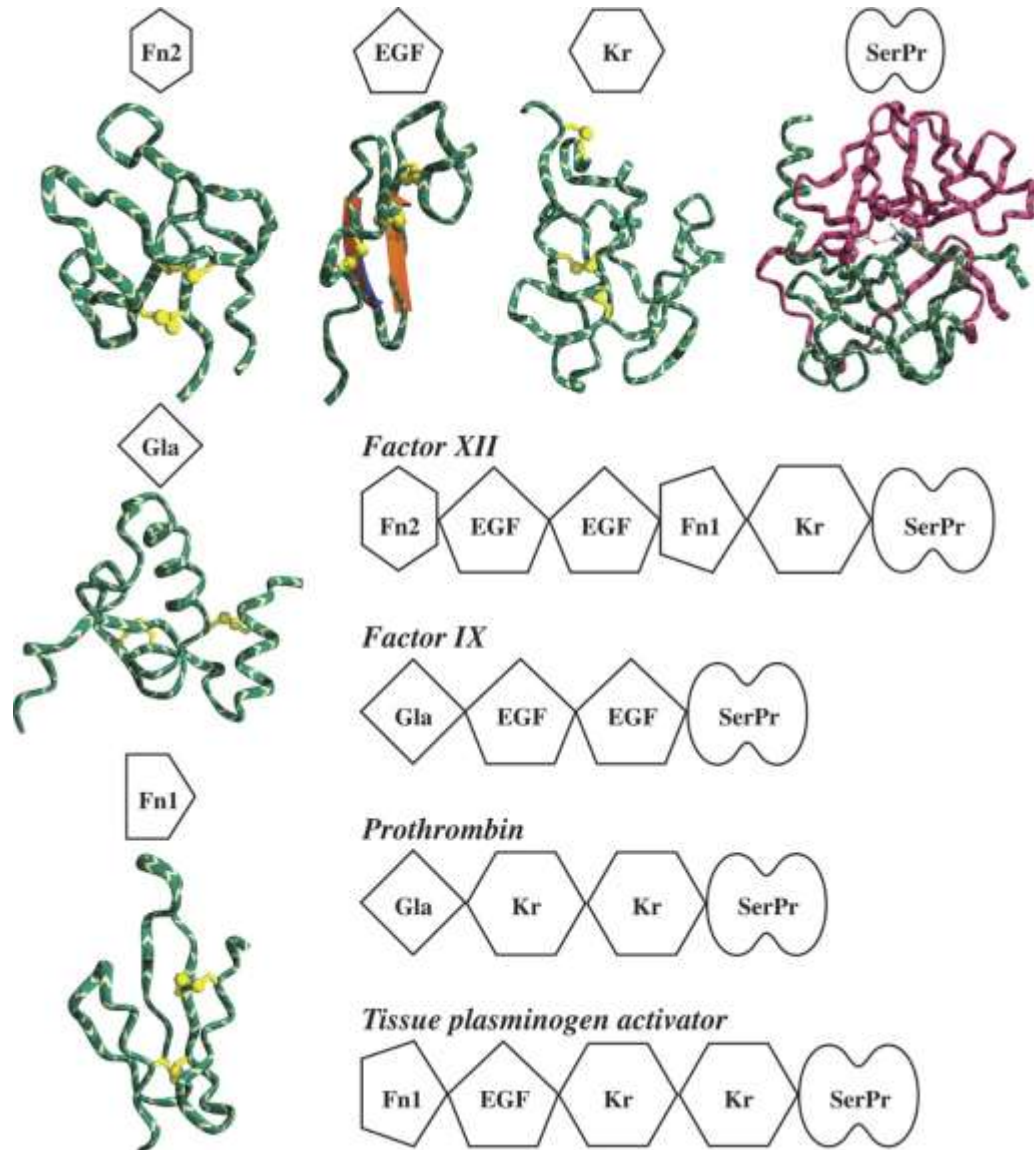 Fn2 EGF Kr SerPr
Gla
Factor XII
Fn2 EGF EGF Fn1 Kr SerPr
Factor IX
Gla EGF EGF SerPr
Fn1
Prothrombin
Gla Kr Kr SerPr
Tissue plasminogen activator
Fn1 EGF Kr Kr SerPr